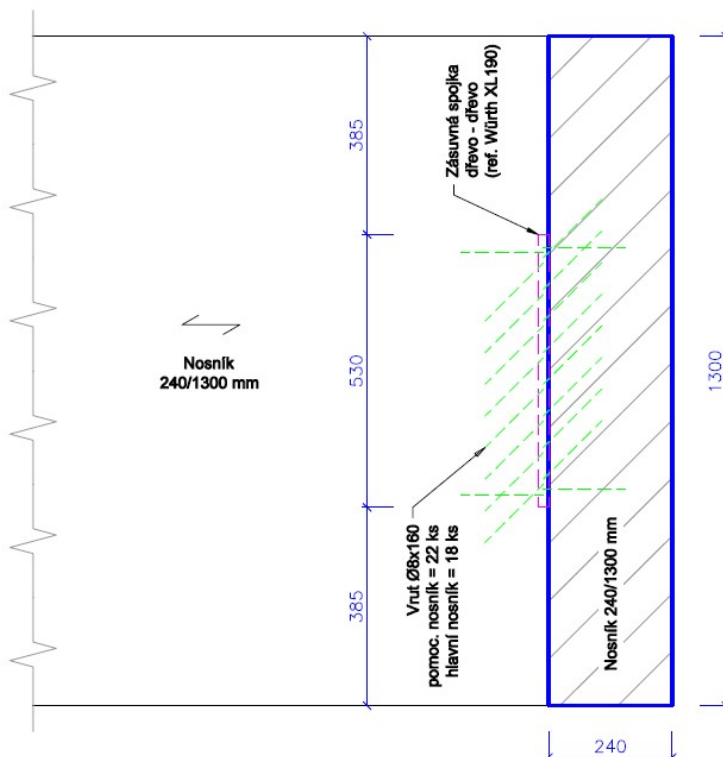 385
530
385
Zásuvná spojka
dřevo - dřevo
(ref. Würth XL190)
Nosník
240/1300 mm
Vrut Ø8x160
pomoc. nosník = 22 ks
hlavní nosník = 18 ks
Nosník 240/1300 mm
1300
240